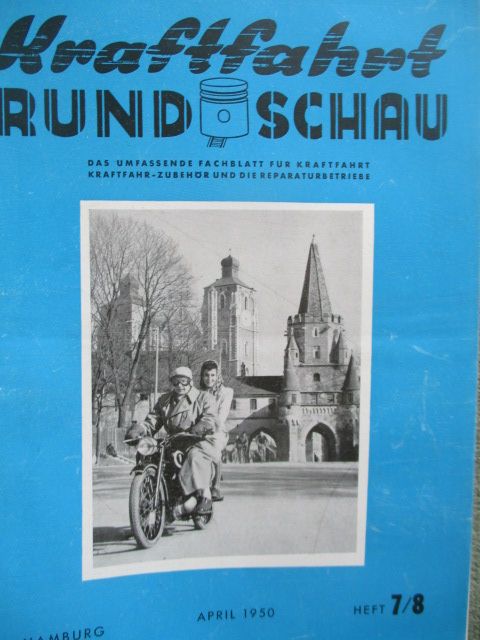 Kraftfahrt
RUNDSCHAU
DAS UMFASSENDE FACHBLATT FÜR KRAFTFAHRT
KRAFTFAHR-ZUBEHÖR UND DIE REPARATURBETRIEBE
HAMBURG
APRIL 1950
HEFT 7/8